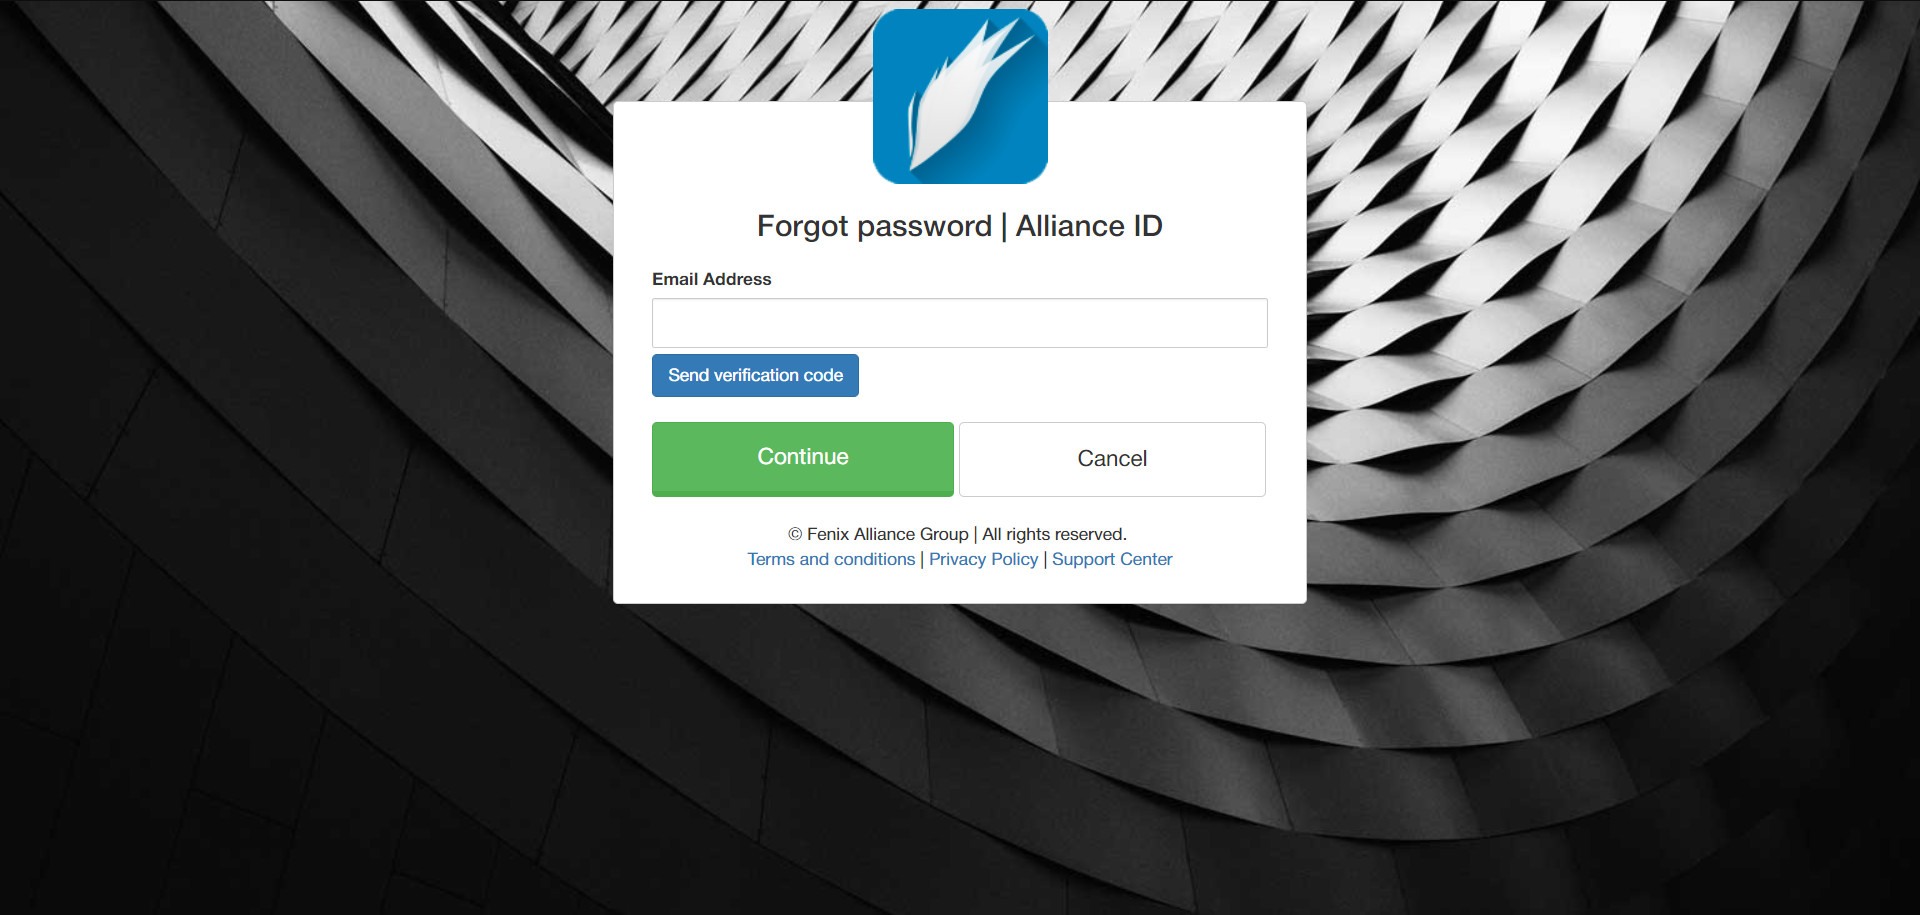 Forgot password | Alliance ID
Email Address
Send verification code
Continue
Cancel
© Fenix Alliance Group | All rights reserved.
Terms and conditions | Privacy Policy | Support Center